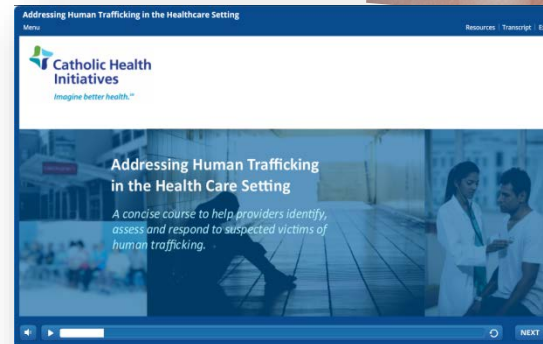 Addressing Human Trafficking in the Healthcare Setting
Menu
Resources Transcript
Catholic Health
Initiatives
Imagine better health.℠
Addressing Human Trafficking
in the Health Care Setting
A concise course to help providers identify,
assess and respond to suspected victims of
human trafficking.
NEXT